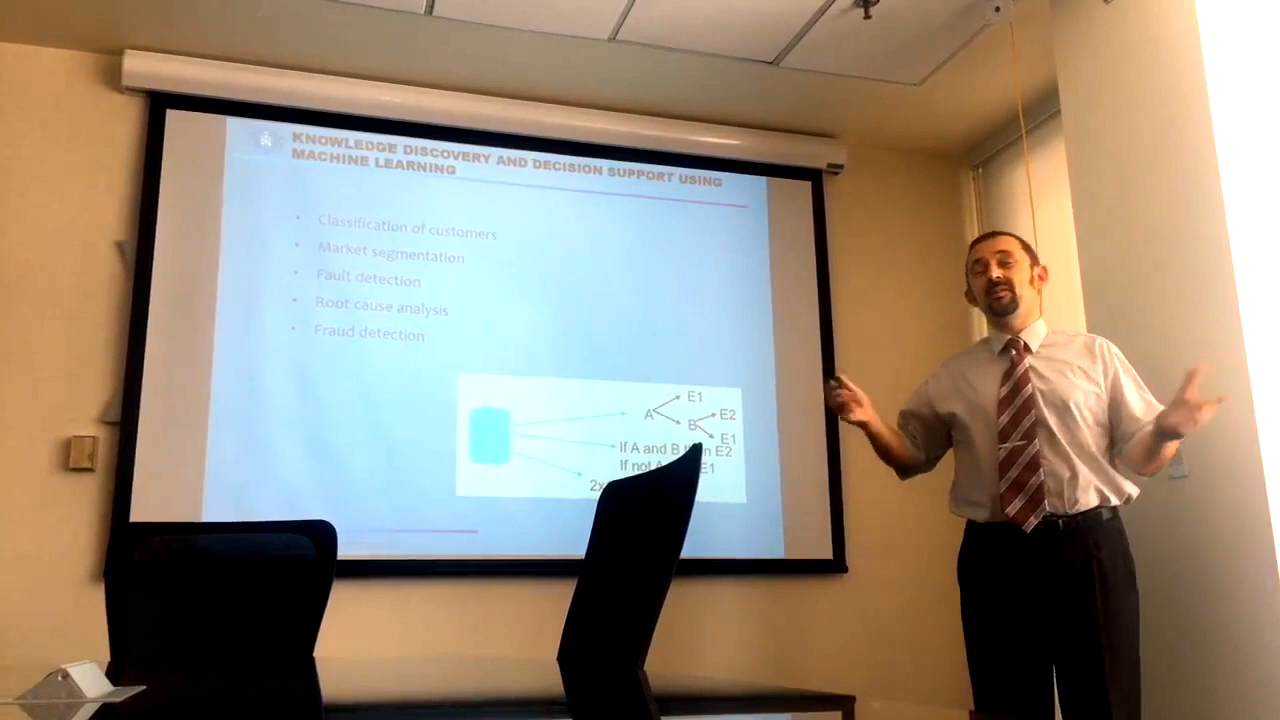 KNOWLEDGE DISCOVERY AND DECISION SUPPORT USING
MACHINE LEARNING
• Classification of customers
• Market segmentation
• Fault detection
• Root cause analysis
• Fraud detection
E1
A
E2
B
E1
If A and B E2
If not E1